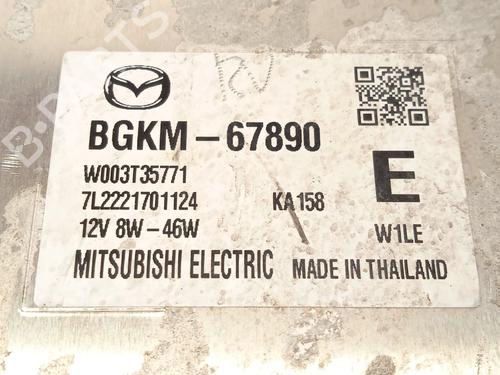 BGKM-67890
W003T35771
7L2221701124 KA158 E
12V 8W-46W W1LE
MITSUBISHI ELECTRIC MADE IN THAILAND